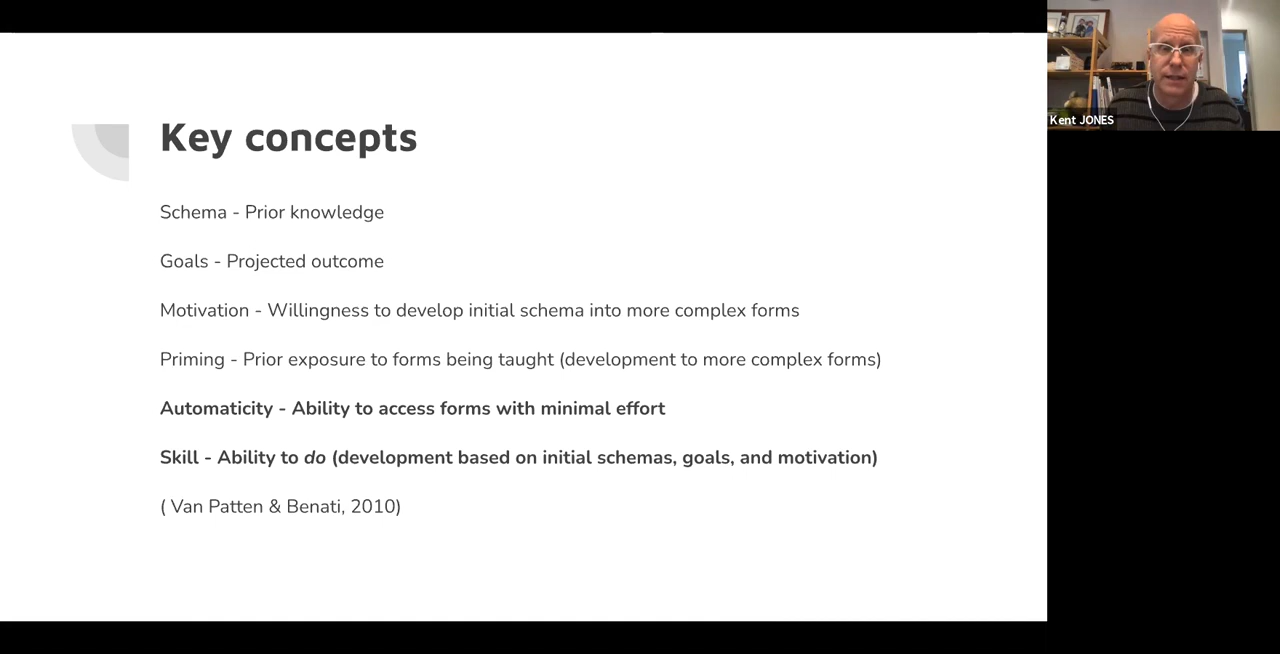 Key concepts
Schema - Prior knowledge
Goals - Projected outcome
Motivation - Willingness to develop initial schema into more complex forms
Priming - Prior exposure to forms being taught (development to more complex forms)
Automaticity - Ability to access forms with minimal effort
Skill - Ability to do (development based on initial schemas, goals, and motivation)
( Van Patten & Benati, 2010)
Kent JONES